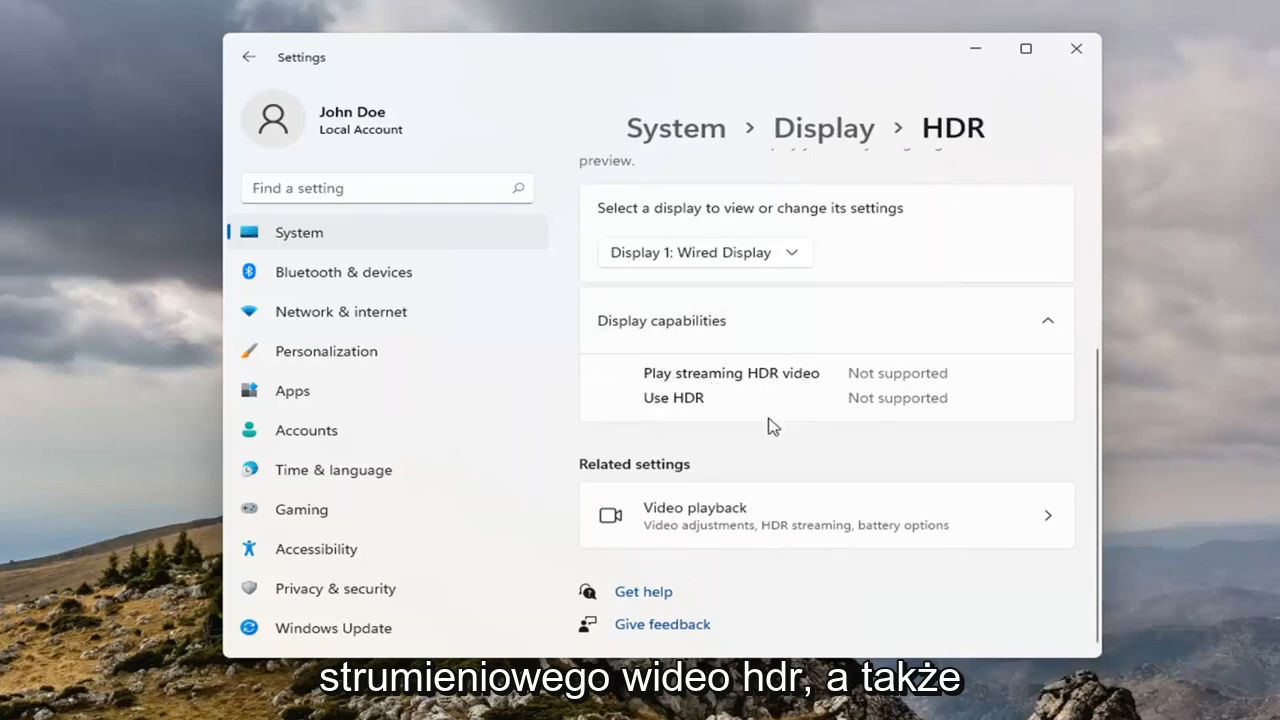 Settings
John Doe
Local Account
Find a setting
System
Bluetooth & devices
Network & internet
Personalization
Apps
Accounts
Time & language
Gaming
Accessibility
Privacy & security
Windows Update
System > Display > HDR
preview.
Select a display to view or change its settings
Display 1: Wired Display
Display capabilities
Play streaming HDR video Not supported
Use HDR Not supported
Related settings
Video playback
Video adjustments, HDR streaming, battery options
Get help
Give feedback
strumieniowego wideo hdr, a także